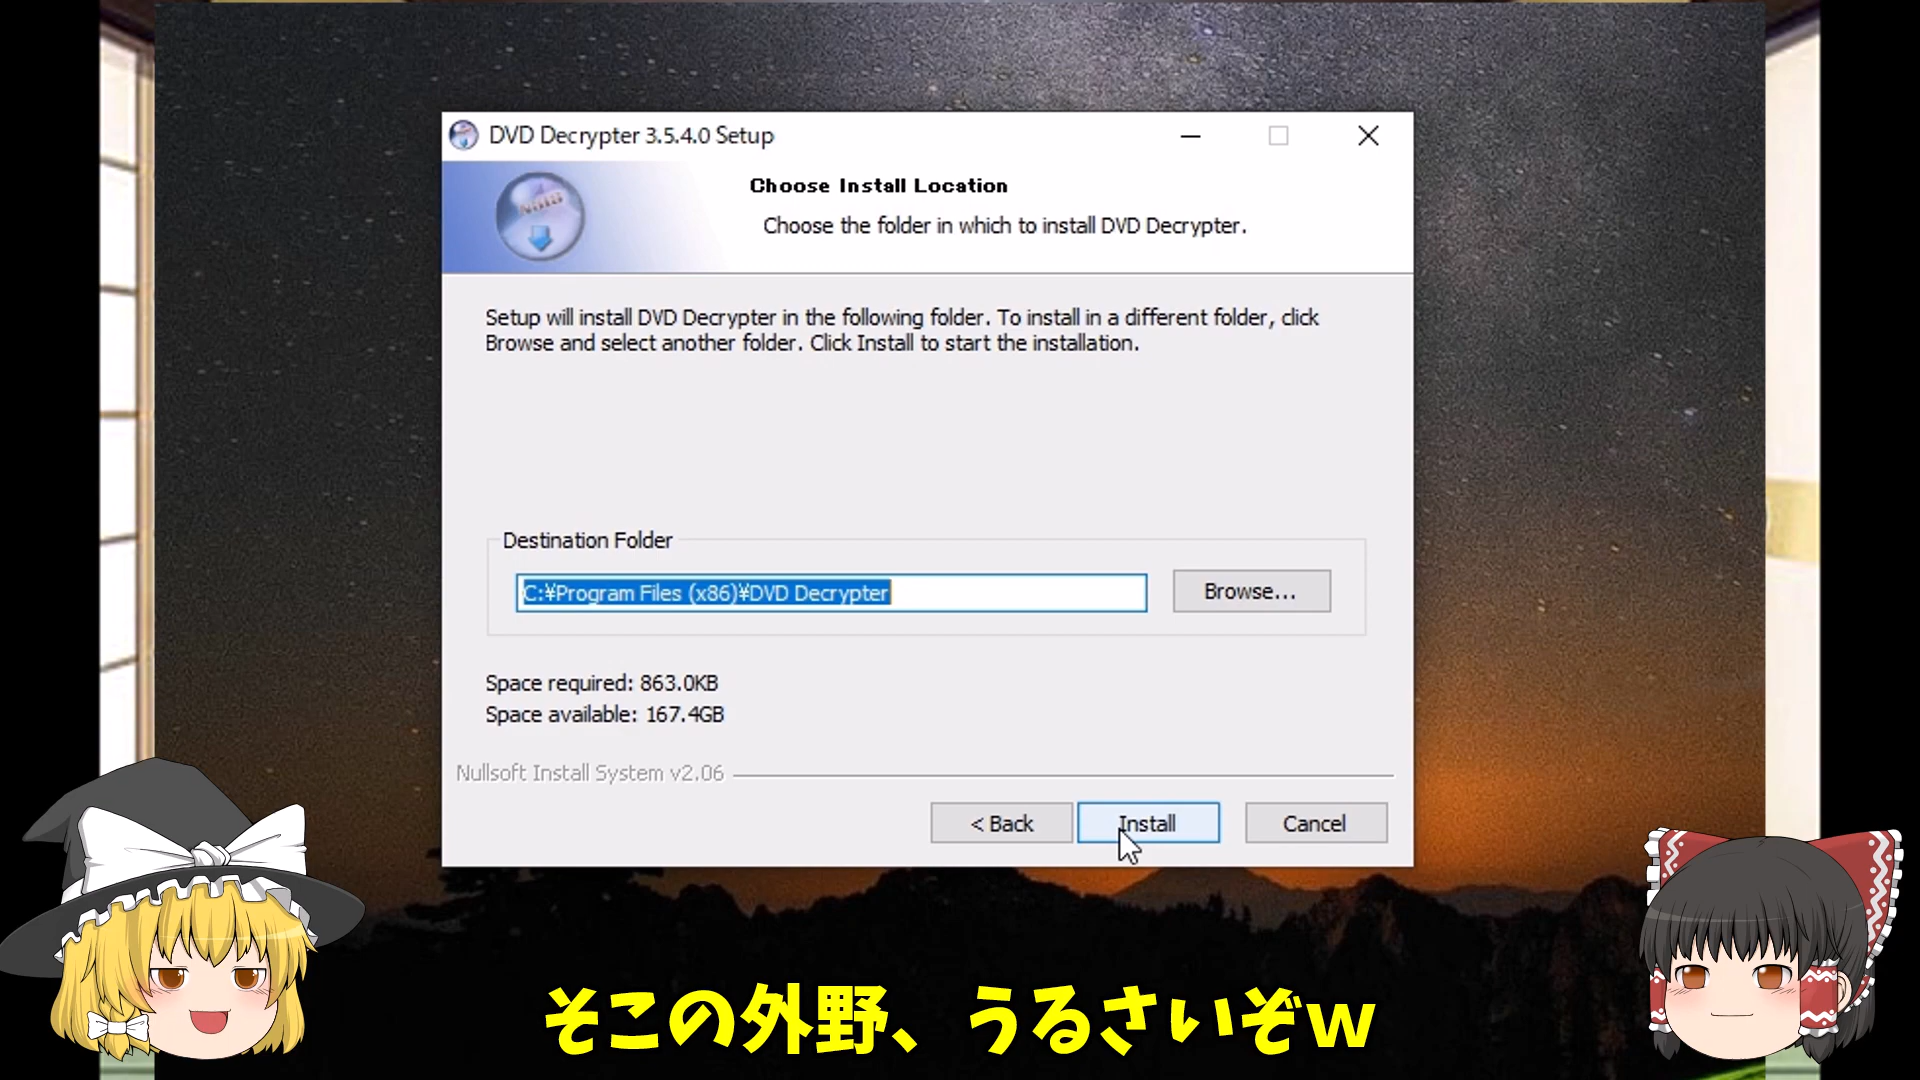 DVD Decrypter 3.5.4.0 Setup
Choose Install Location
Choose the folder in which to install DVD Decrypter.
Setup will install DVD Decrypter in the following folder. To install in a different folder, click
Browse and select another folder. Click Install to start the installation.
Destination Folder
C:¥Program Files (x86)¥DVD Decrypter
Browse...
Space required: 863.0KB
Space available: 167.4GB
Nullsoft Install System v2.06
< Back
Install
Cancel
そこの外野、うるさいぞw